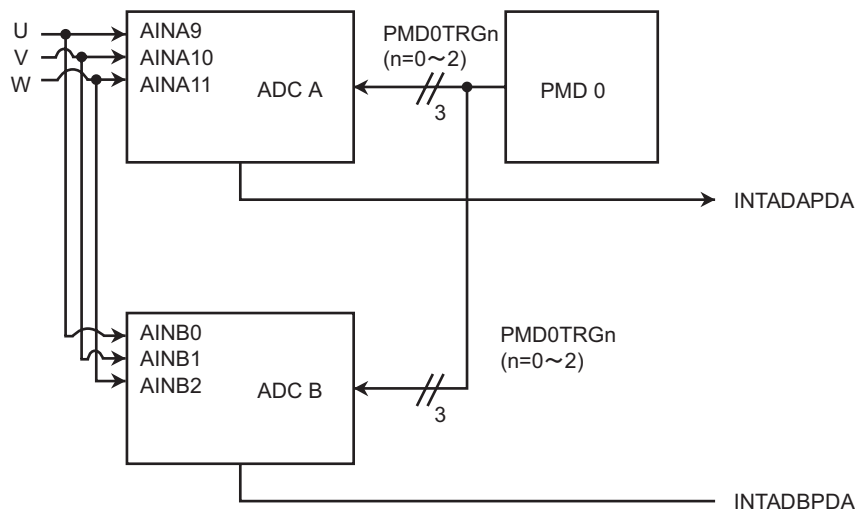 U
V
W
AINA9
AINA10
AINA11
ADC A
PMD0TRGn
(n=0～2)
3
PMD 0
INTADAPDA
AINB0
AINB1
AINB2
ADC B
PMD0TRGn
(n=0～2)
3
INTADBPDA